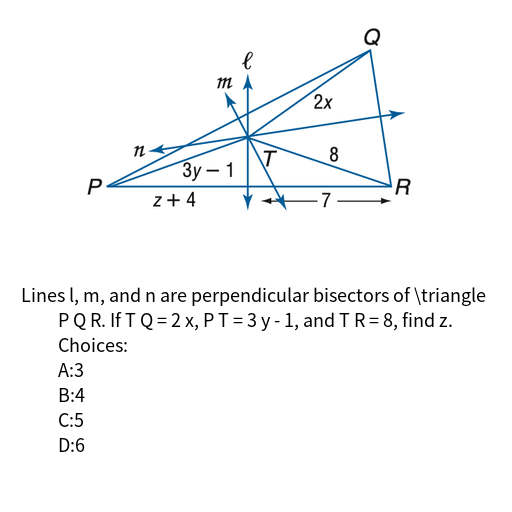 Q
ℓ
m
2x
n
T
8
3y – 1
P
R
z + 4
7
Lines l, m, and n are perpendicular bisectors of \triangle
P Q R. If T Q = 2 x, P T = 3 y - 1, and T R = 8, find z.
Choices:
A:3
B:4
C:5
D:6